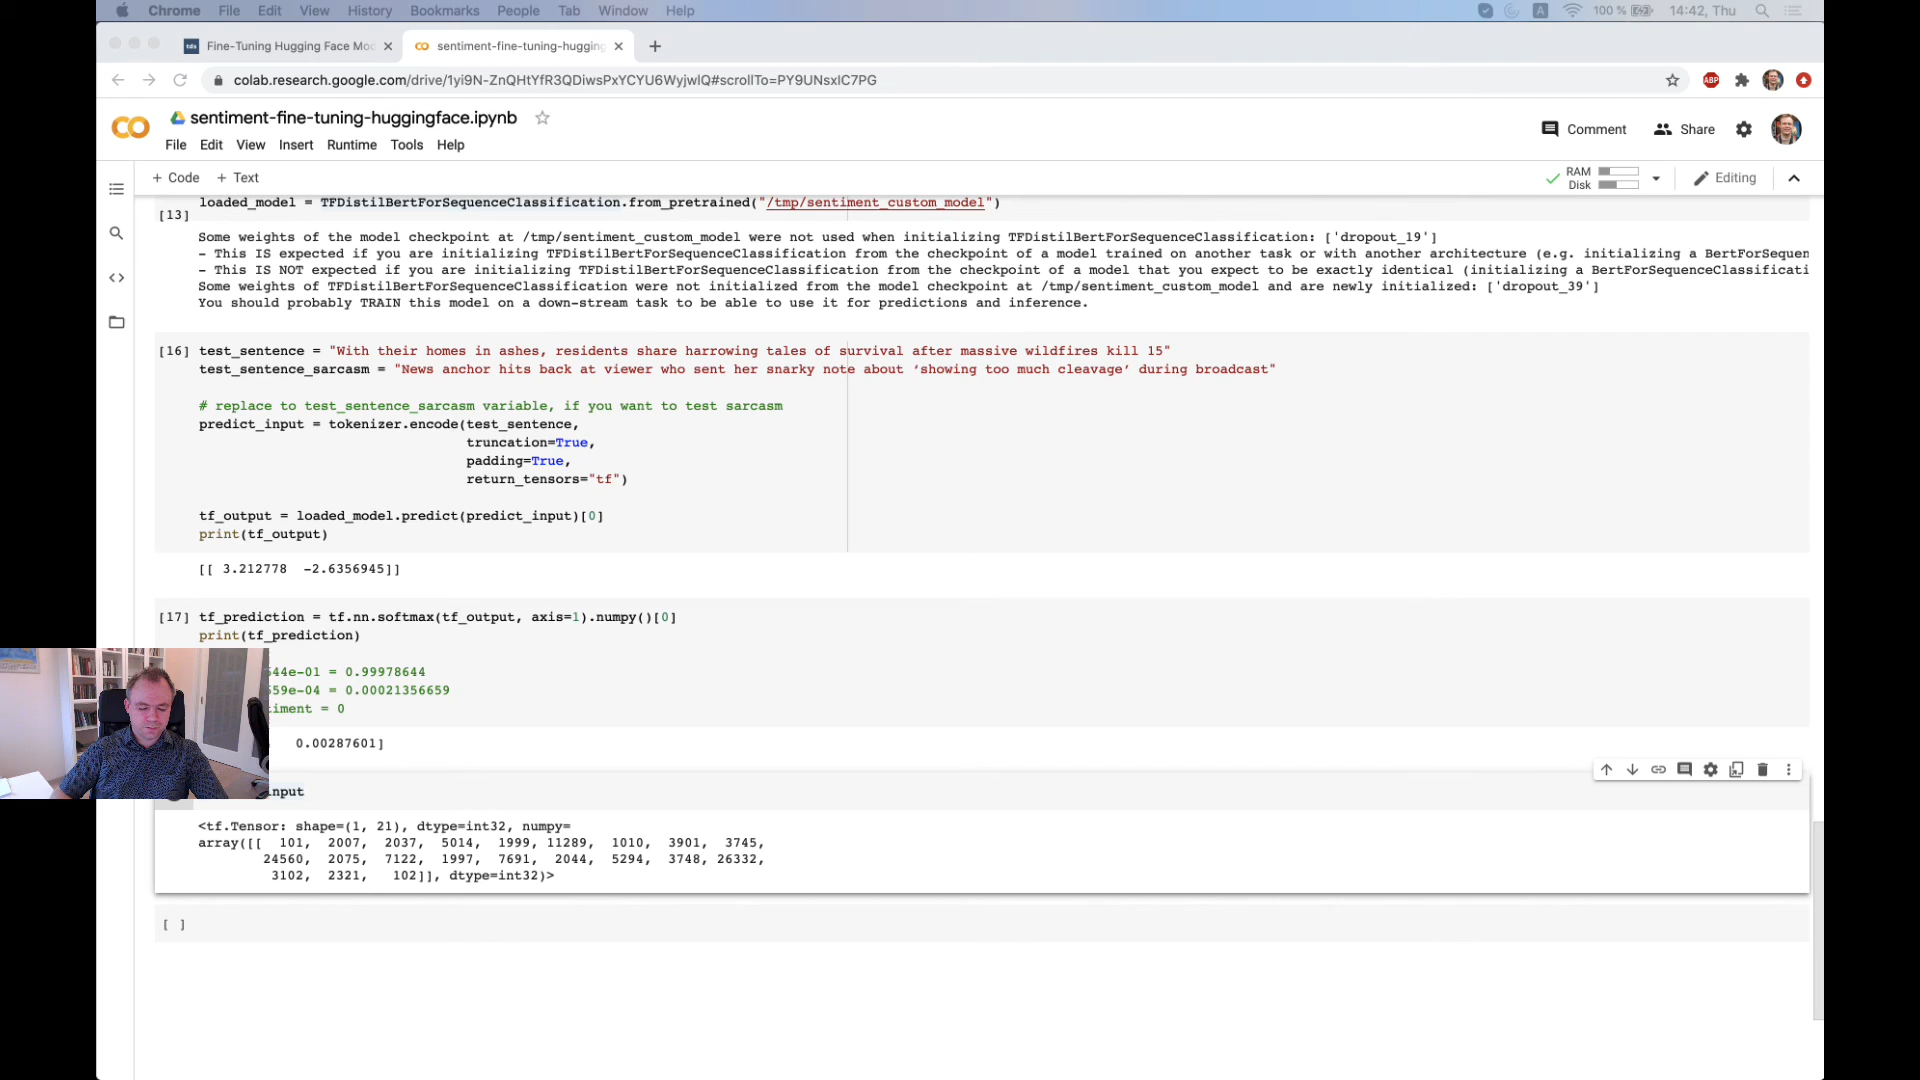 Chrome File Edit View History Bookmarks People Tab Window Help 100 % 14:42, Thu
Fine-Tuning Hugging Face Mod
sentiment-fine-tuning-hugging
colab.research.google.com/drive/1yi9N-ZnQHtYfR3QDiwsPxYCYU6WyjwlQ#scrollTo=PY9UNsxIC7PG
ABP
sentiment-fine-tuning-huggingface.ipynb
Comment Share
File Edit View Insert Runtime Tools Help
+ Code + Text
RAM
Disk
Editing
loaded_model = TFDistilBertForSequenceClassification.from_pretrained("/tmp/sentiment_custom_model")
[13]
Some weights of the model checkpoint at /tmp/sentiment_custom_model were not used when initializing TFDistilBertForSequenceClassification: ['dropout_19']
- This IS expected if you are initializing TFDistilBertForSequenceClassification from the checkpoint of a model trained on another task or with another architecture (e.g. initializing a BertForSequen
- This IS NOT expected if you are initializing TFDistilBertForSequenceClassification from the checkpoint of a model that you expect to be exactly identical (initializing a BertForSequenceClassificati
Some weights of TFDistilBertForSequenceClassification were not initialized from the model checkpoint at /tmp/sentiment_custom_model and are newly initialized: ['dropout_39']
You should probably TRAIN this model on a down-stream task to be able to use it for predictions and inference.
[16] test_sentence = "With their homes in ashes, residents share harrowing tales of survival after massive wildfires kill 15"
test_sentence_sarcasm = "News anchor hits back at viewer who sent her snarky note about ‘showing too much cleavage’ during broadcast"
# replace to test_sentence_sarcasm variable, if you want to test sarcasm
predict_input = tokenizer.encode(test_sentence,
truncation=True,
padding=True,
return_tensors="tf")
tf_output = loaded_model.predict(predict_input)[0]
print(tf_output)
[[ 3.212778 -2.6356945]]
[17] tf_prediction = tf.nn.softmax(tf_output, axis=1).numpy()[0]
print(tf_prediction)
544e-01 = 0.99978644
559e-04 = 0.00021356659
timent = 0
0.00287601]
input
<tf.Tensor: shape=(1, 21), dtype=int32, numpy=
array([[ 101, 2007, 2037, 5014, 1999, 11289, 1010, 3901, 3745,
24560, 2075, 7122, 1997, 7691, 2044, 5294, 3748, 26332,
3102, 2321, 102]], dtype=int32)>
[ ]